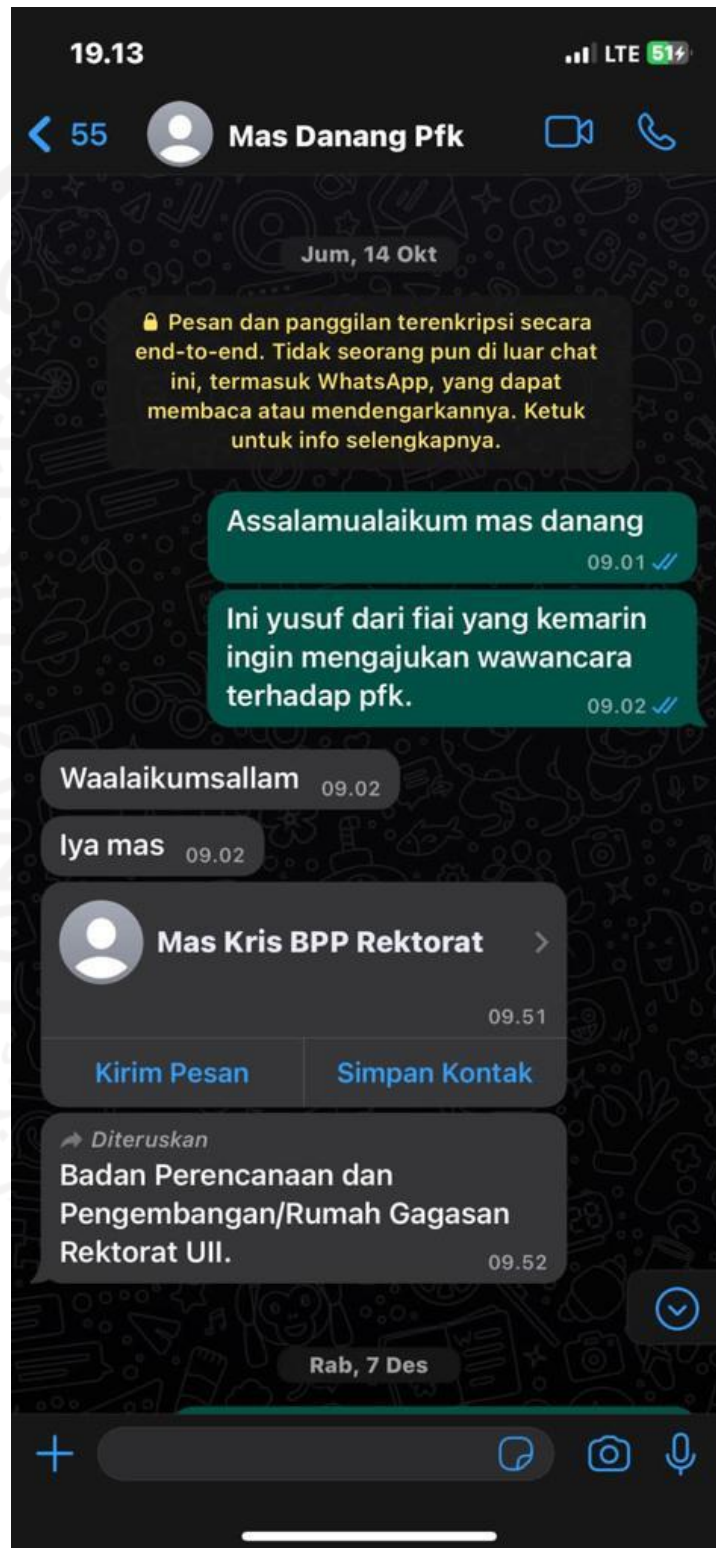 19.13
LTE 51
55
Mas Danang Pfk
Jum, 14 Okt
Pesan dan panggilan terenkripsi secara
end-to-end. Tidak seorang pun di luar chat
ini, termasuk WhatsApp, yang dapat
membaca atau mendengarkannya. Ketuk
untuk info selengkapnya.
Assalamualaikum mas danang
09.01
Ini yusuf dari fiai yang kemarin
ingin mengajukan wawancara
terhadap pfk.
09.02
Waalaikumsallam 09.02
Iya mas 09.02
Mas Kris BPP Rektorat
09.51
Kirim Pesan Simpan Kontak
Diteruskan
Badan Perencanaan dan
Pengembangan/Rumah Gagasan
Rektorat UII.
09.52
Rab, 7 Des